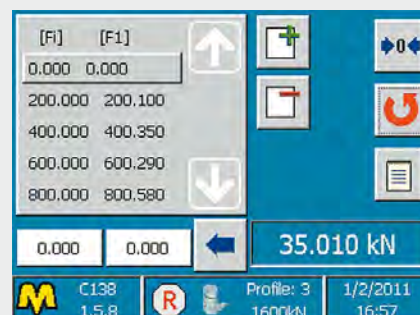 [Fi] [F1]
0.000 0.000
200.000 200.100
400.000 400.350
600.000 600.290
800.000 800.580
0.000 0.000
35.010 kN
0
C138
1.5.8
R
Profile: 3
1600kN
1/2/2011
16:57